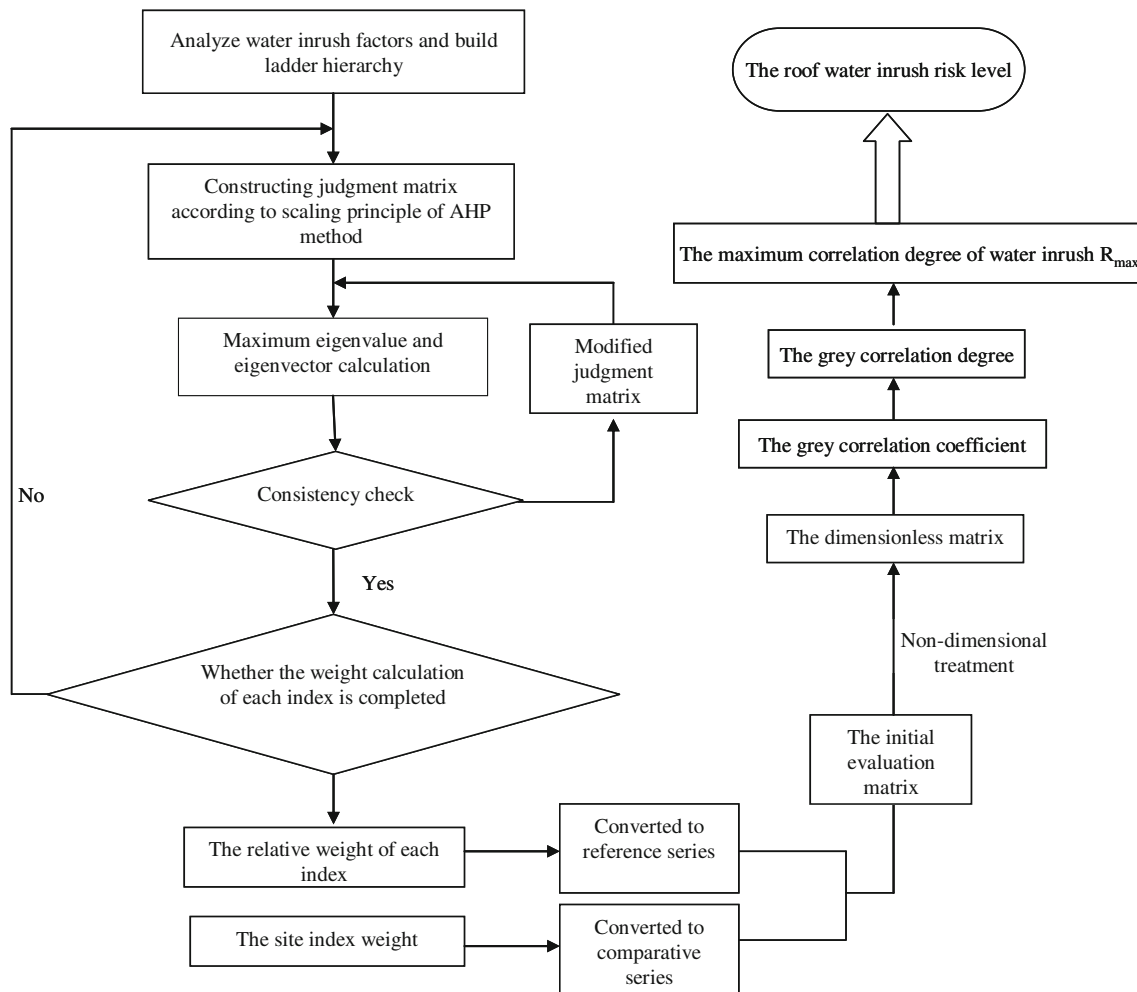 Analyze water inrush factors and build
ladder hierarchy
Constructing judgment matrix
according to scaling principle of AHP
method
Maximum eigenvalue and
eigenvector calculation
Modified
judgment
matrix
Consistency check
No
Yes
Whether the weight calculation
of each index is completed
The relative weight of each
index
Converted to
reference series
The site index weight
Converted to
comparative
series
The initial
evaluation
matrix
Non-dimensional
treatment
The dimensionless matrix
The grey correlation coefficient
The grey correlation degree
The maximum correlation degree of water inrush Rmax
The roof water inrush risk level